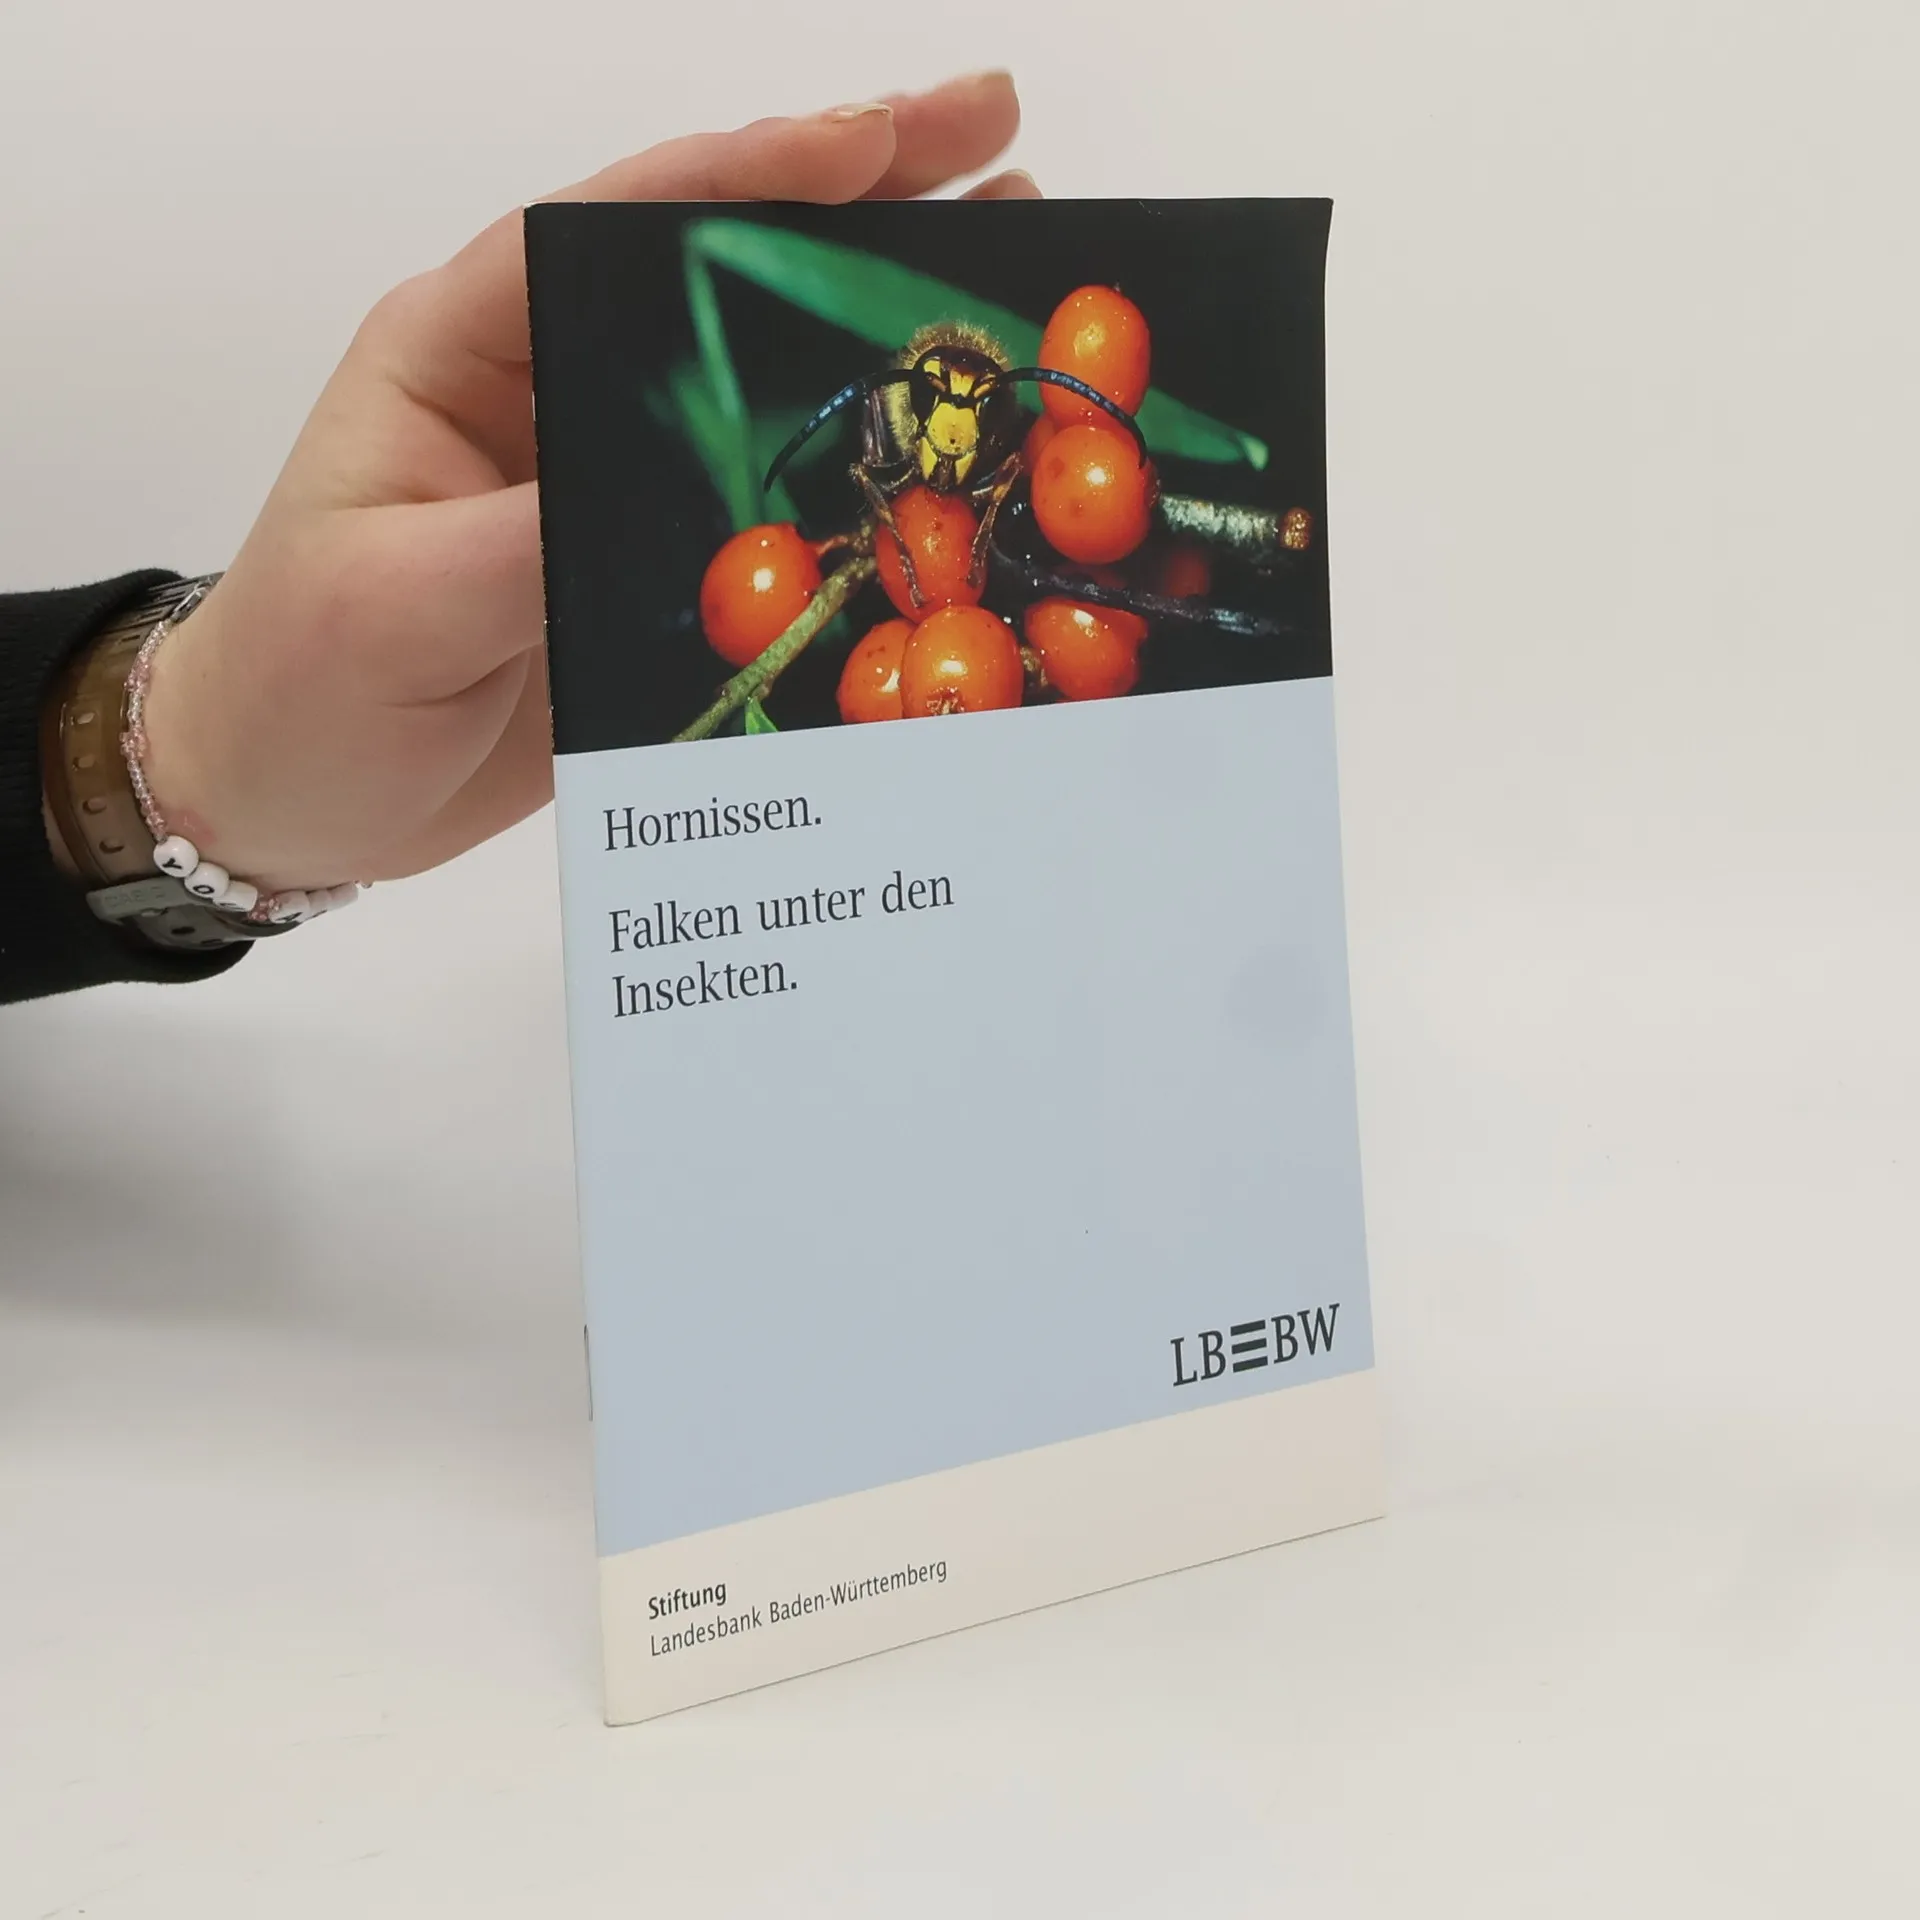 Hornissen.
Falken unter den
Insekten.
LB BW
Stiftung
Landesbank Baden-Württemberg